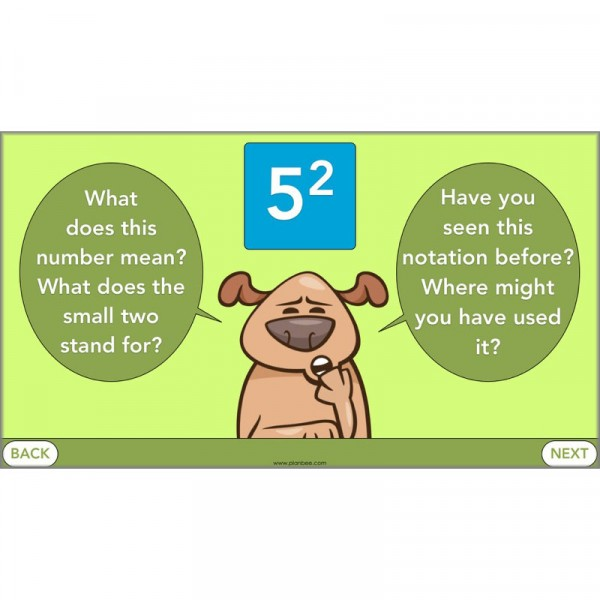 5²
What
does this
number mean?
What does the
small two
stand for?
Have you
seen this
notation before?
Where might
you have used
it?
BACK
www.planbee.com
NEXT